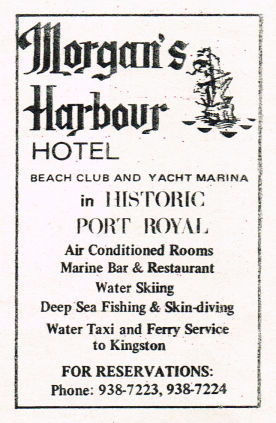 Morgan's
Harbour
HOTEL
BEACH CLUB AND YACHT MARINA
in HISTORIC
PORT ROYAL
Air Conditioned Rooms
Marine Bar & Restaurant
Water Skiing
Deep Sea Fishing & Skin-diving
Water Taxi and Ferry Service
to Kingston
FOR RESERVATIONS:
Phone: 938-7223, 938-7224